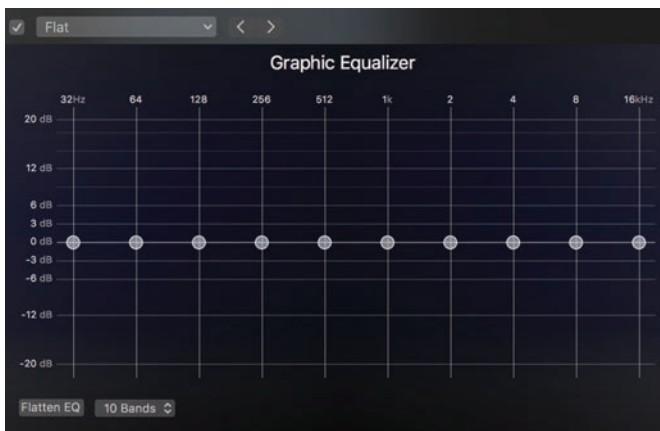 Flat
Graphic Equalizer
32Hz 64 128 256 512 1k 2 4 8 16kHz
20 dB
12 dB
6 dB
3 dB
0 dB
-3 dB
-6 dB
-12 dB
-20 dB
Flatten EQ 10 Bands